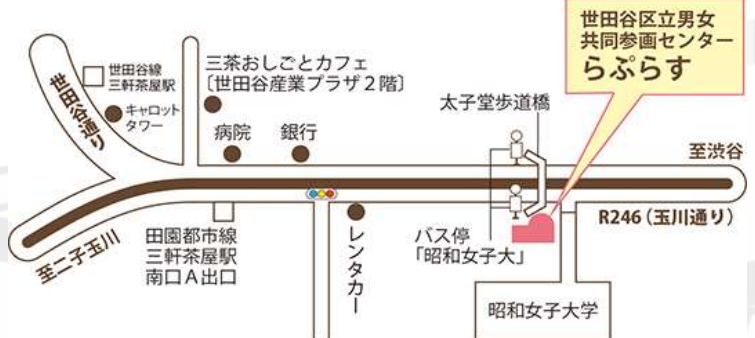 世田谷区立男女
共同参画センター
らぷらす
世田谷線
三軒茶屋駅
世田谷通り
キャロット
タワー
三茶おしごとカフェ
〔世田谷産業プラザ2階〕
病院
銀行
太子堂歩道橋
至渋谷
R246 (玉川通り)
至二子玉川
田園都市線
三軒茶屋駅
南口A出口
レンタカー
バス停
「昭和女子大」
昭和女子大学